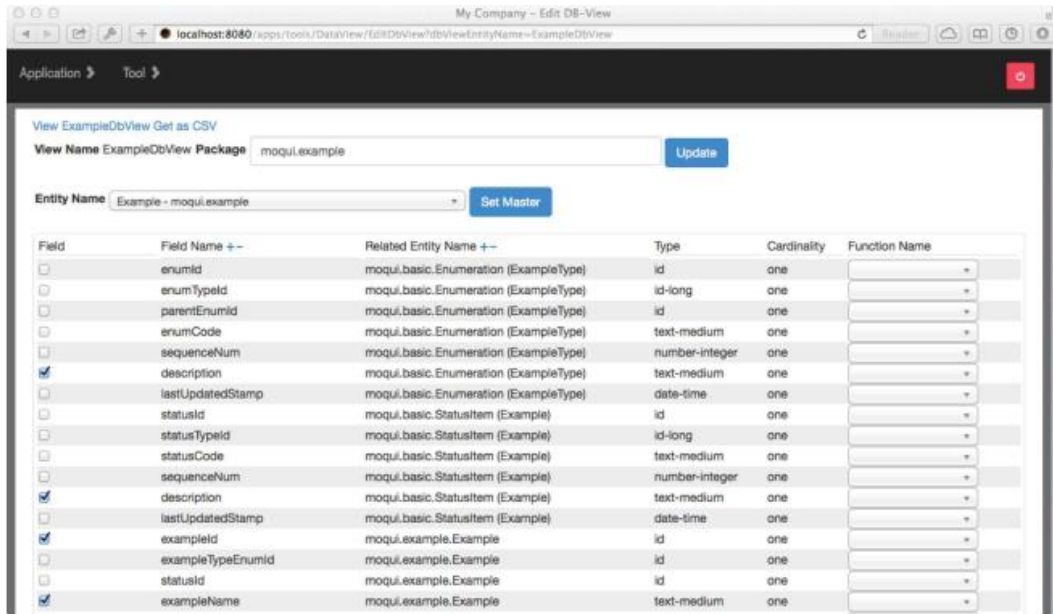 My Company – Edit DB-View
localhost:8080/apps/tools/DataView/EditDbView?dbViewEntityName=ExampleDbView Reader
Application Tool
View ExampleDbView Get as CSV
View Name ExampleDbView Package moqui.example Update
Entity Name Example - moqui.example Set Master
Field Field Name +- Related Entity Name +- Type Cardinality Function Name
enumId moqui.basic.Enumeration (ExampleType) id one
enumTypeId moqui.basic.Enumeration (ExampleType) id-long one
parentEnumId moqui.basic.Enumeration (ExampleType) id one
enumCode moqui.basic.Enumeration (ExampleType) text-medium one
sequenceNum moqui.basic.Enumeration (ExampleType) number-integer one
description moqui.basic.Enumeration (ExampleType) text-medium one
lastUpdatedStamp moqui.basic.Enumeration (ExampleType) date-time one
statusId moqui.basic.StatusItem (Example) id one
statusTypeId moqui.basic.StatusItem (Example) id-long one
statusCode moqui.basic.StatusItem (Example) text-medium one
sequenceNum moqui.basic.StatusItem (Example) number-integer one
description moqui.basic.StatusItem (Example) text-medium one
lastUpdatedStamp moqui.basic.StatusItem (Example) date-time one
exampleId moqui.example.Example id one
exampleTypeEnumId moqui.example.Example id one
statusId moqui.example.Example id one
exampleName moqui.example.Example text-medium one